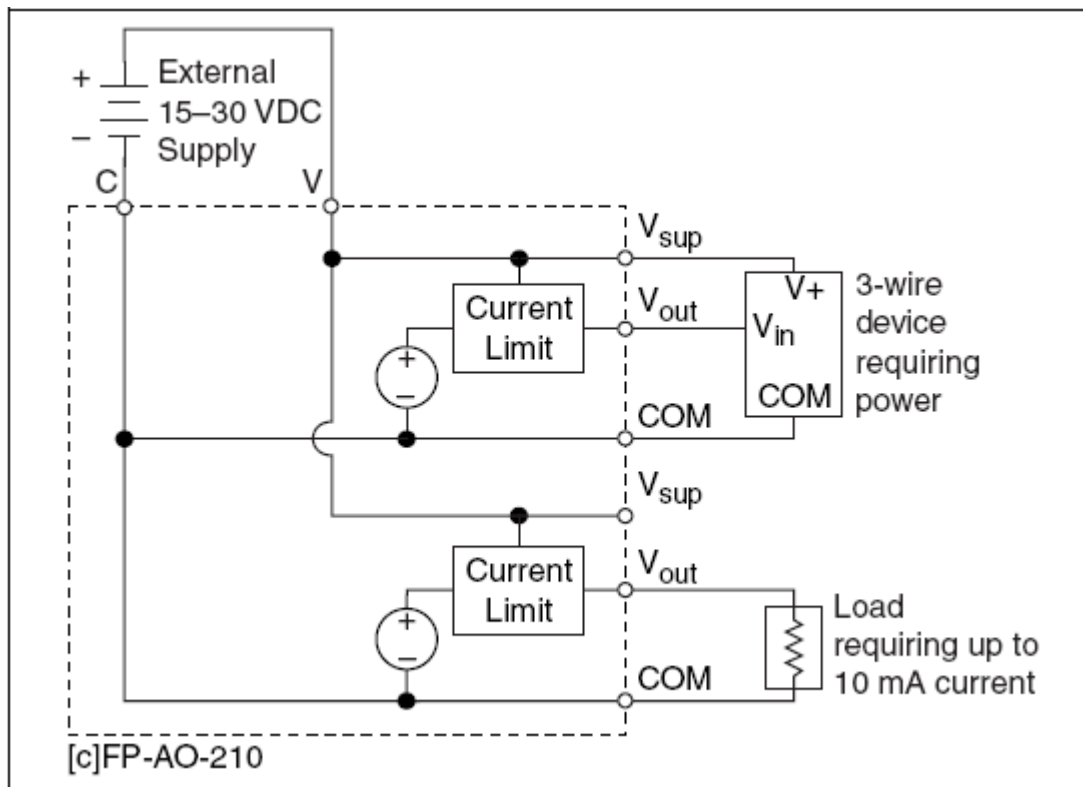 +
External
15–30 VDC
Supply
–
C
V
Vsup
Current
Limit
Vout
+
–
V+
Vin
COM
3-wire
device
requiring
power
COM
Vsup
Current
Limit
Vout
+
–
Load
requiring up to
10 mA current
COM
[c]FP-AO-210